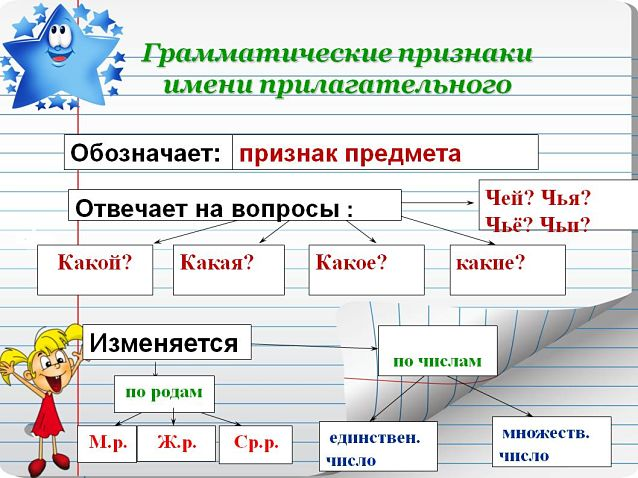 Грамматические признаки
имени прилагательного
Обозначает: признак предмета
Отвечает на вопросы :
Чей? Чья?
Чьё? Чьи?
Какой? Какая? Какое? какие?
Изменяется
по числам
по родам
М.р. Ж.р. Ср.р.
единствен.
число
множеств.
число